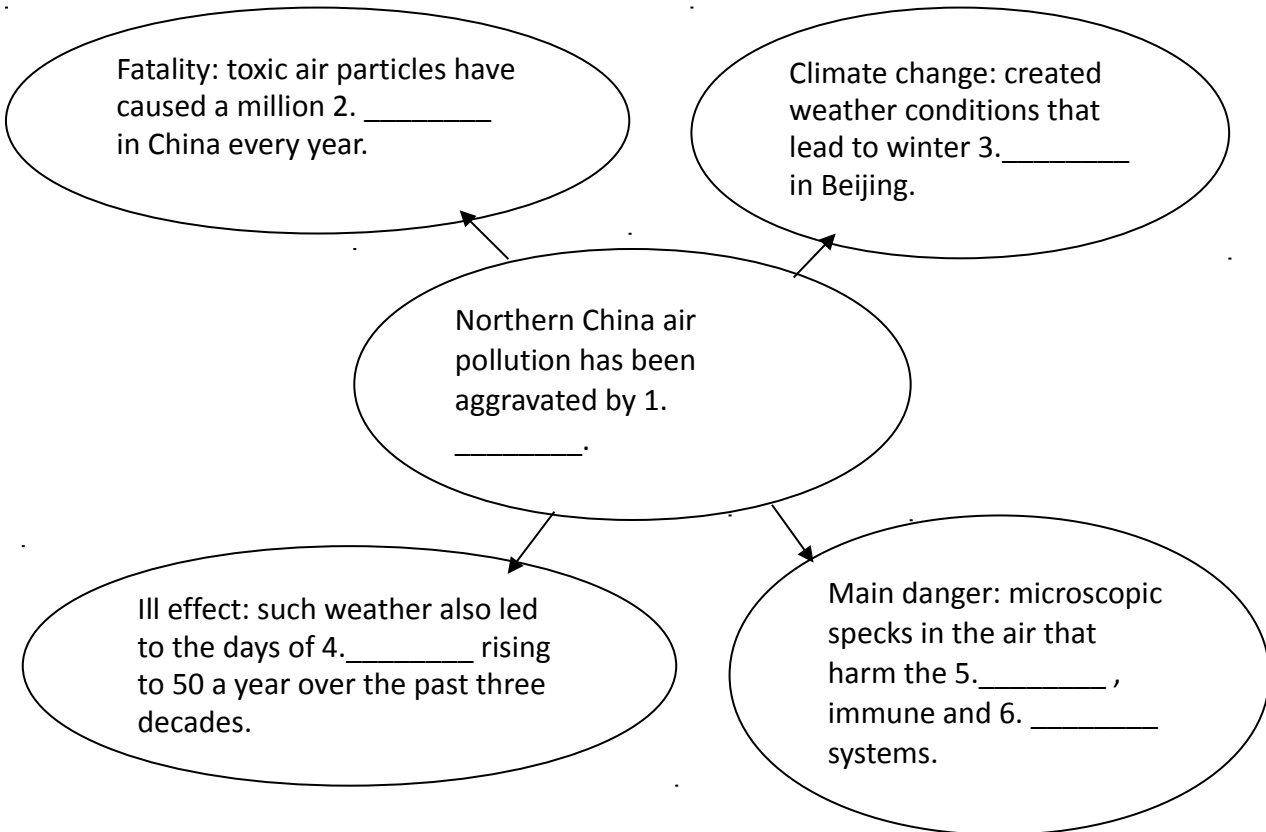 Fatality: toxic air particles have
caused a million 2. ________
in China every year.
Climate change: created
weather conditions that
lead to winter 3.________
in Beijing.
Northern China air
pollution has been
aggravated by 1.
________.
Ill effect: such weather also led
to the days of 4.________ rising
to 50 a year over the past three
decades.
Main danger: microscopic
specks in the air that
harm the 5.________ ,
immune and 6. ________
systems.